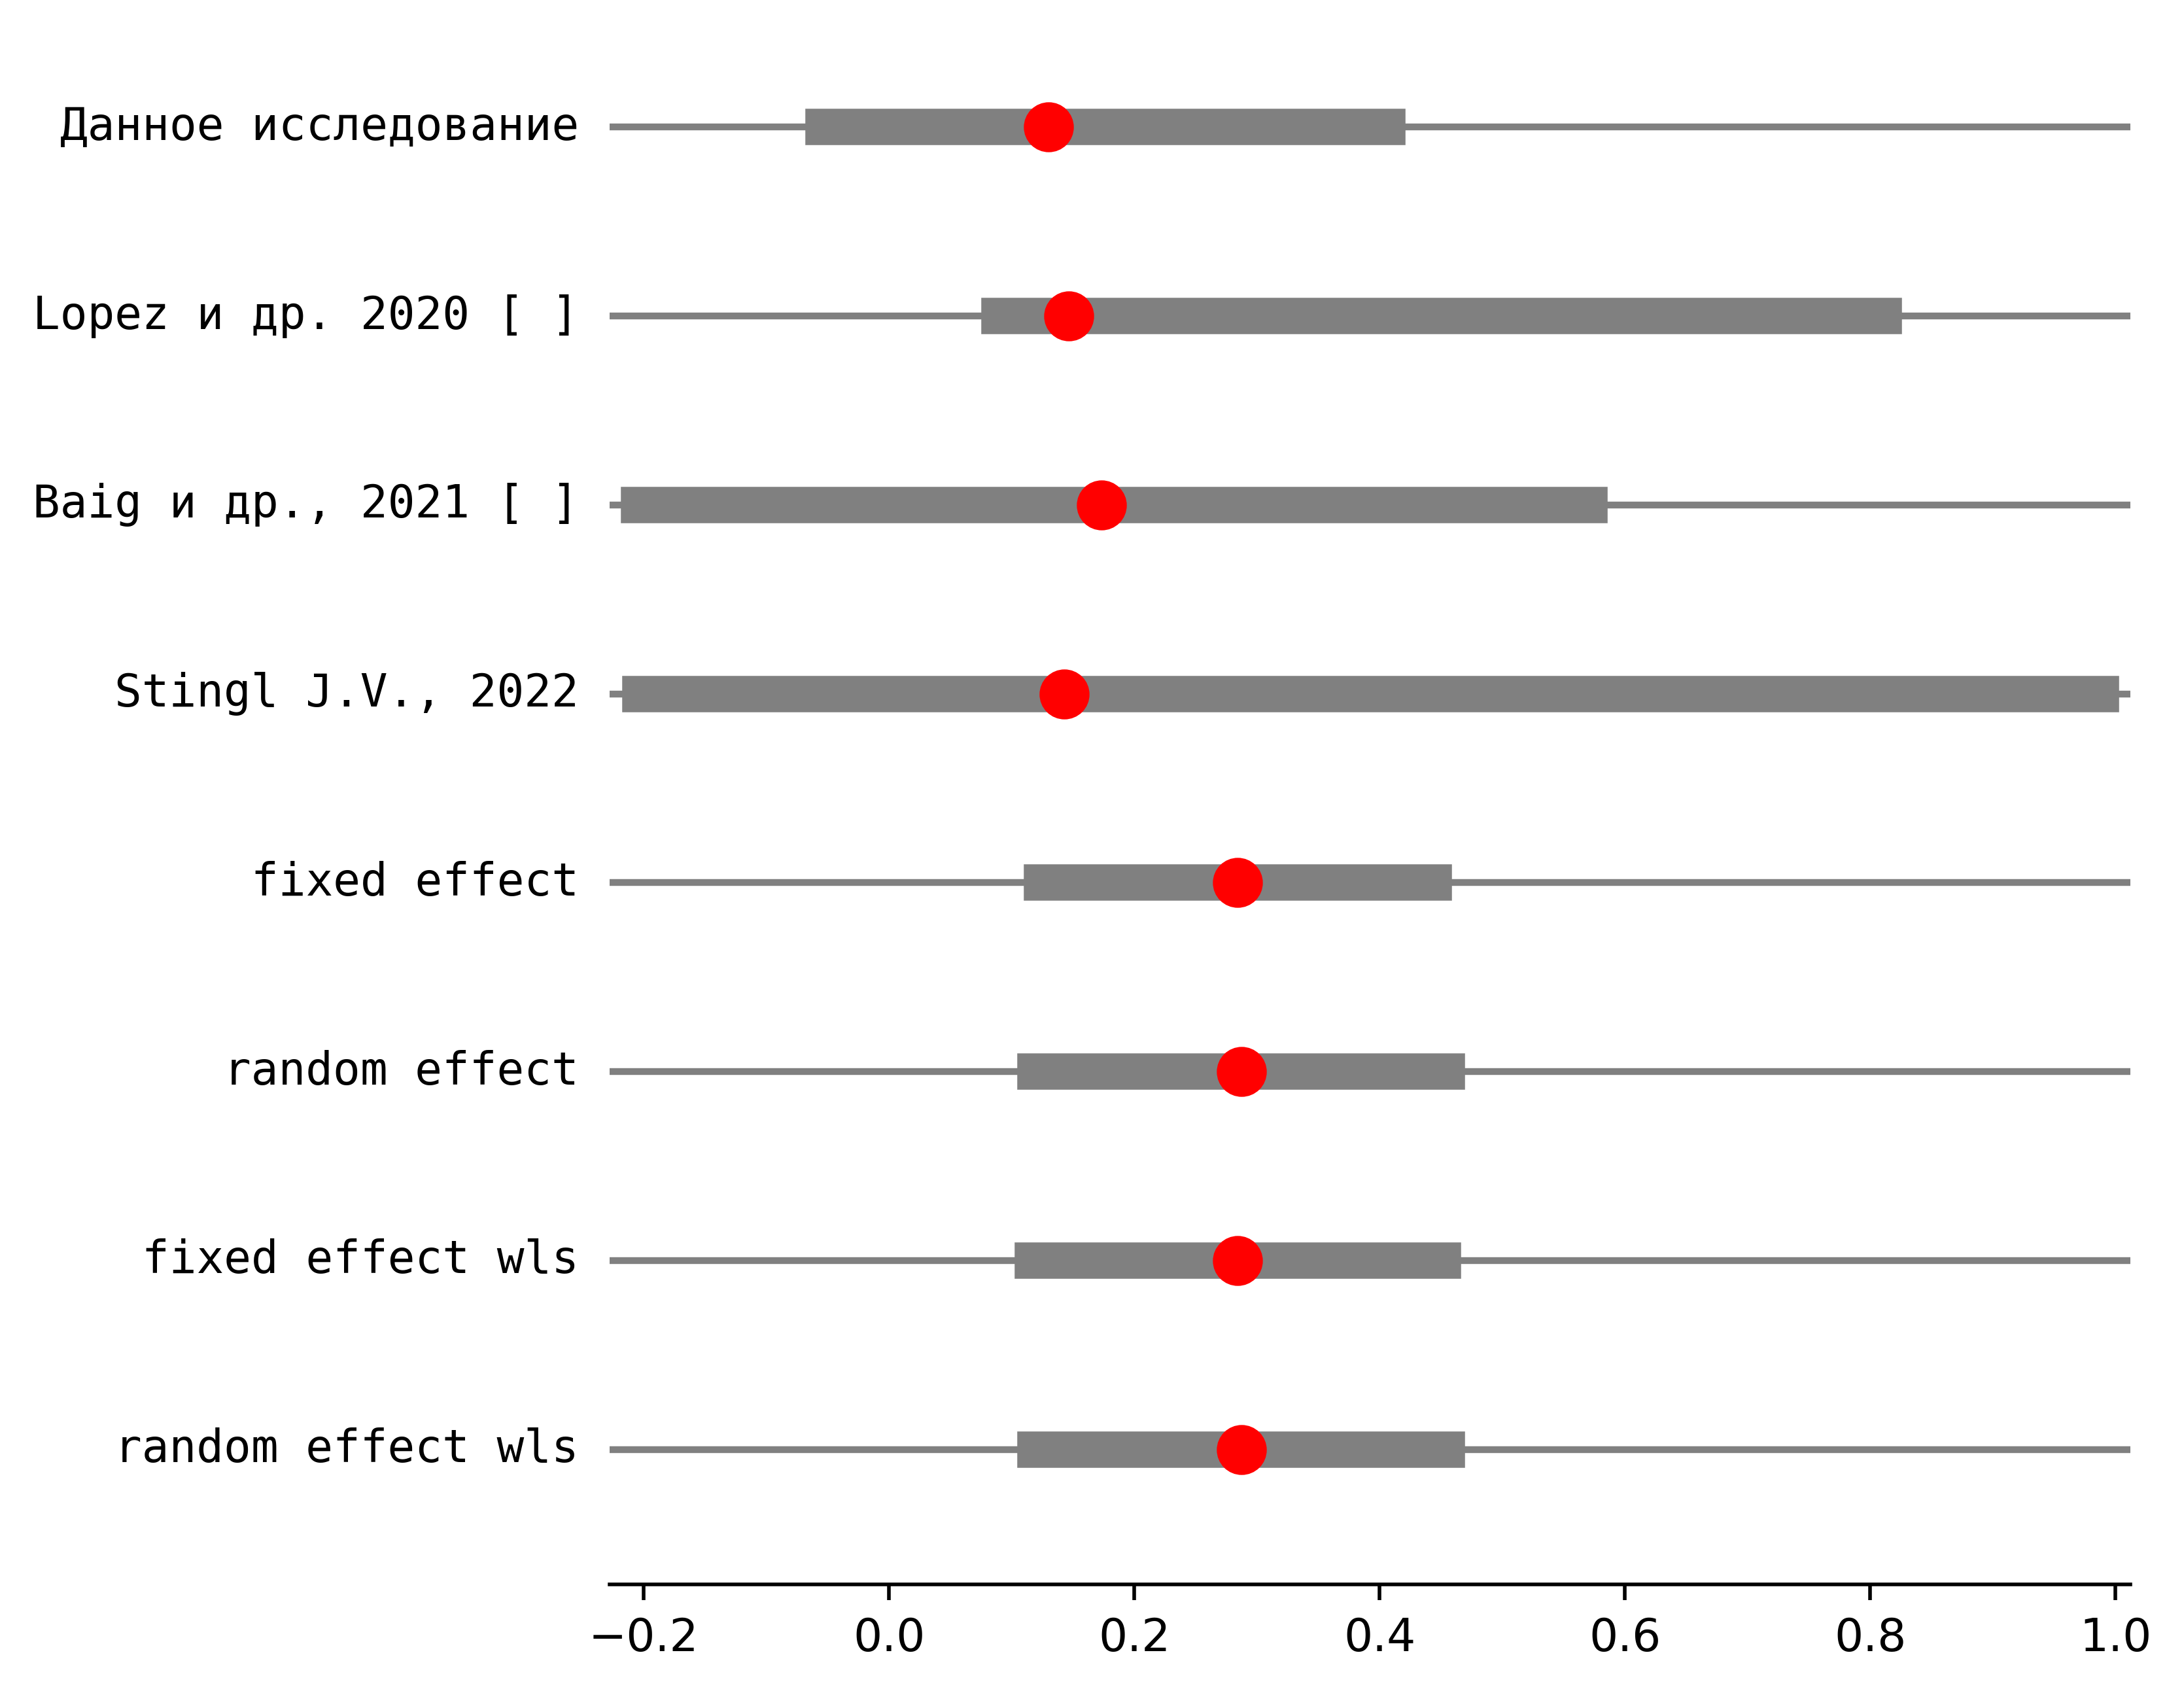 Данное исследование
Lopez и др. 2020 [ ]
Baig и др., 2021 [ ]
Stingl J.V., 2022
fixed effect
random effect
fixed effect wls
random effect wls
−0.2 0.0 0.2 0.4 0.6 0.8 1.0